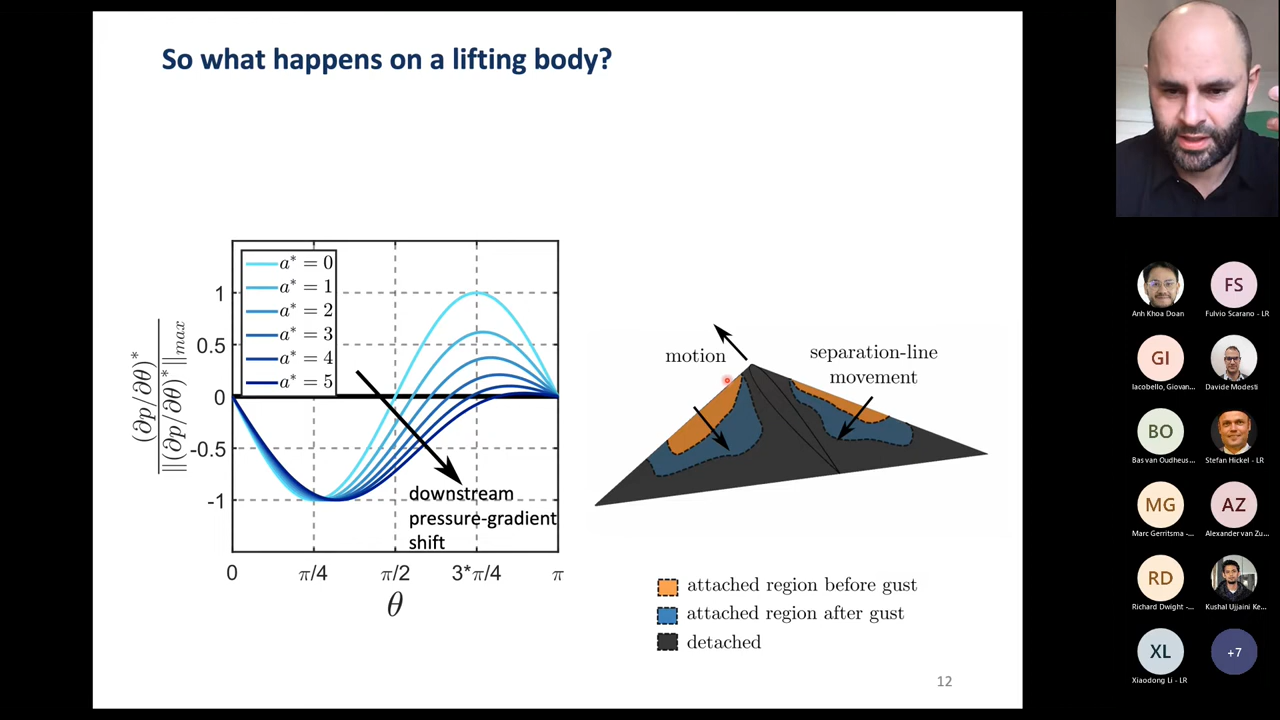 So what happens on a lifting body?
(∂p/∂θ)*
‖(∂p/∂θ)*‖max
1
0.5
0
-0.5
-1
a* = 0
a* = 1
a* = 2
a* = 3
a* = 4
a* = 5
downstream
pressure-gradient
shift
0
π/4
π/2
3*π/4
π
θ
motion
separation-line
movement
attached region before gust
attached region after gust
detached
12
Anh Khoa Doan
FS
Fulvio Scarano - LR
GI
Iacobello, Giovan...
Davide Modesti
BO
Bas van Oudheus...
Stefan Hickel - LR
MG
Marc Gerritsma -...
AZ
Alexander van Zu...
RD
Richard Dwight -...
Kushal Ujjaini Ke...
XL
Xiaodong Li - LR
+7